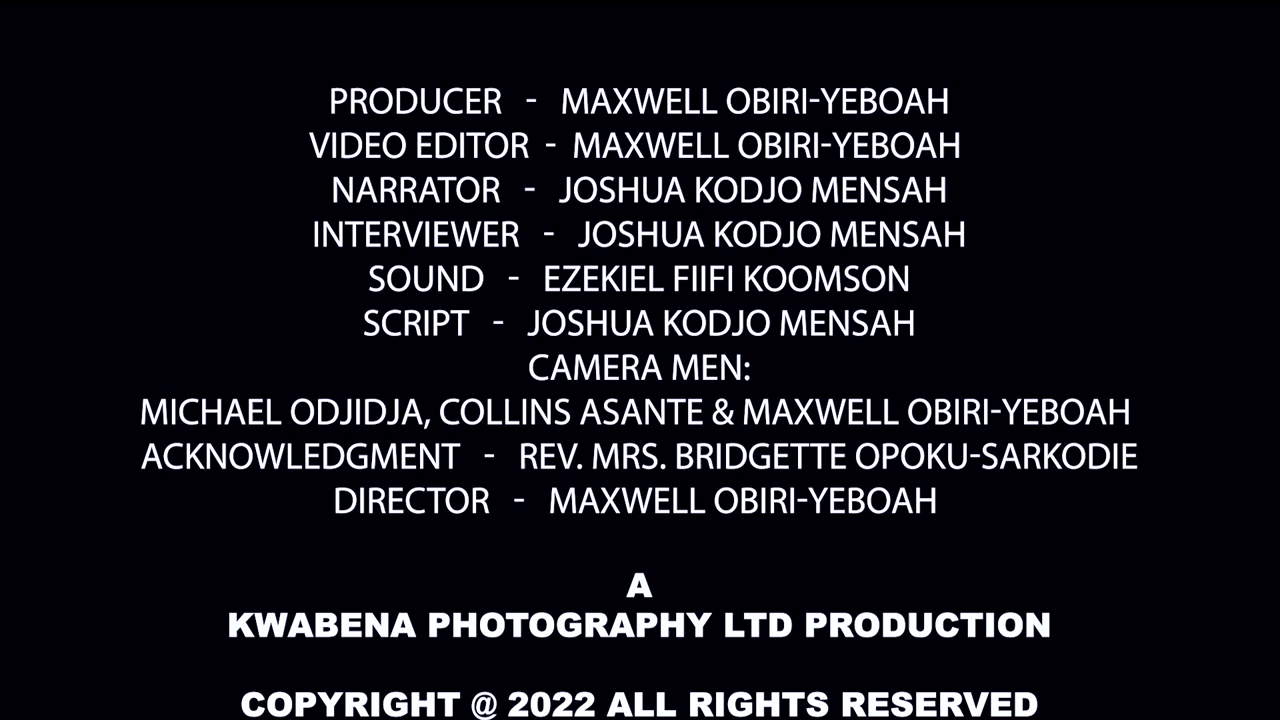 PRODUCER - MAXWELL OBIRI-YEBOAH
VIDEO EDITOR - MAXWELL OBIRI-YEBOAH
NARRATOR - JOSHUA KODJO MENSAH
INTERVIEWER - JOSHUA KODJO MENSAH
SOUND - EZEKIEL FIIFI KOOMSON
SCRIPT - JOSHUA KODJO MENSAH
CAMERA MEN:
MICHAEL ODJIDJA, COLLINS ASANTE & MAXWELL OBIRI-YEBOAH
ACKNOWLEDGMENT - REV. MRS. BRIDGETTE OPOKU-SARKODIE
DIRECTOR - MAXWELL OBIRI-YEBOAH
A
KWABENA PHOTOGRAPHY LTD PRODUCTION
COPYRIGHT @ 2022 ALL RIGHTS RESERVED